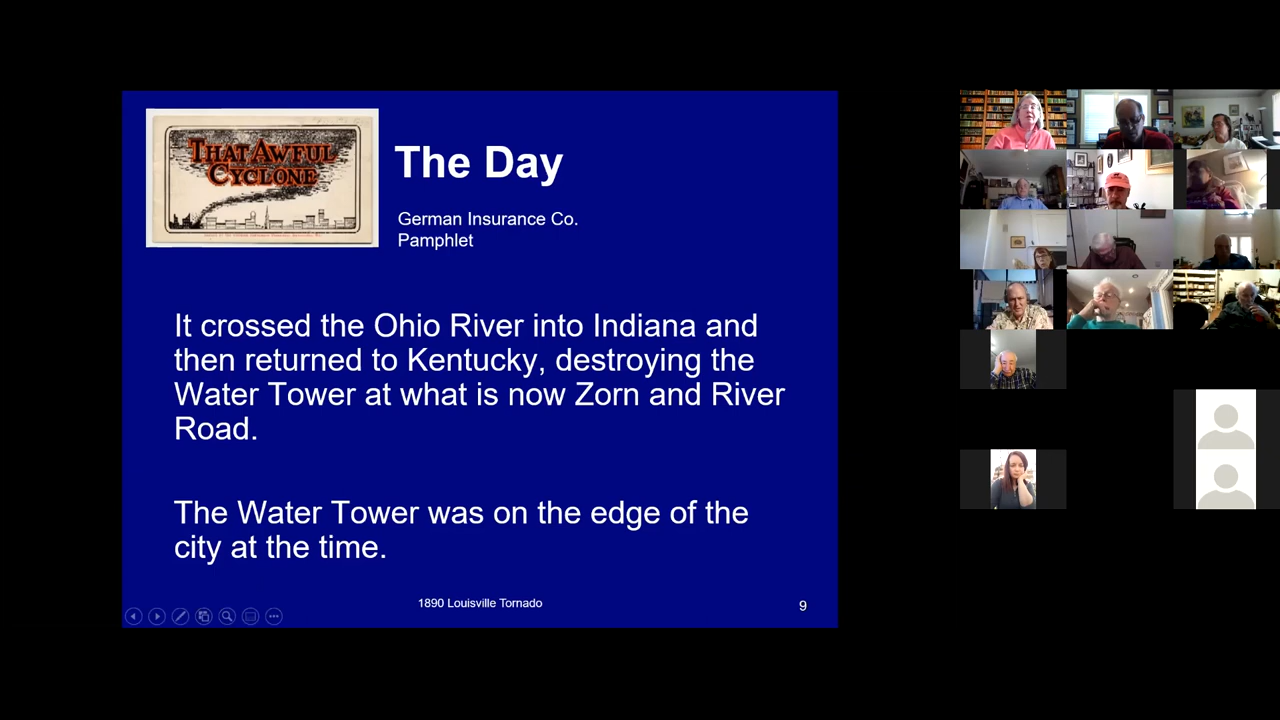 THAT AWFUL
CYCLONE
The Day
German Insurance Co.
Pamphlet
It crossed the Ohio River into Indiana and
then returned to Kentucky, destroying the
Water Tower at what is now Zorn and River
Road.
The Water Tower was on the edge of the
city at the time.
1890 Louisville Tornado
9